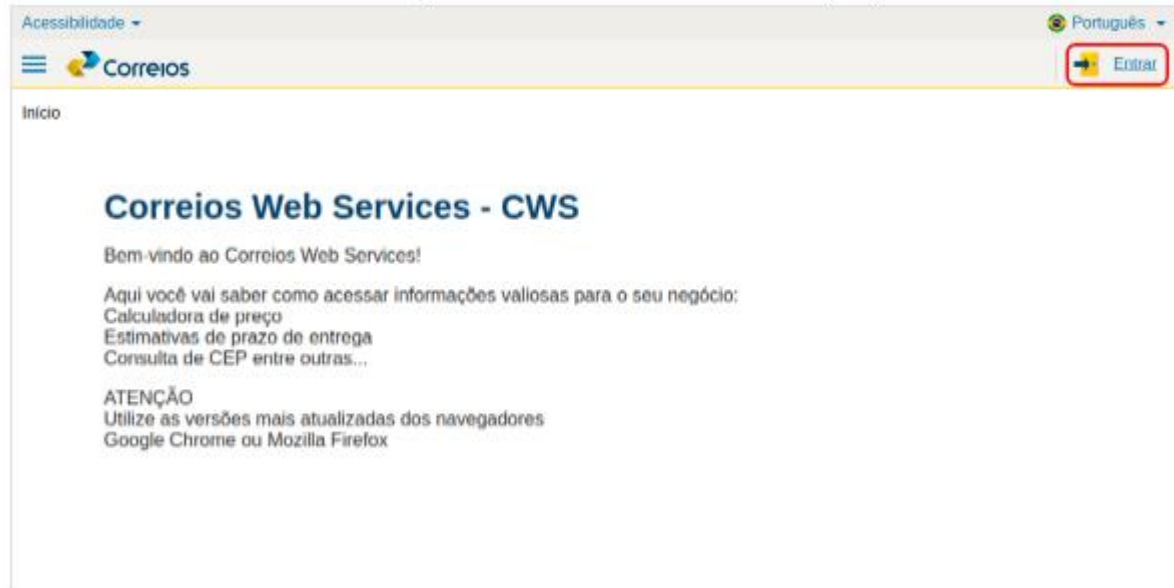 Acessibilidade
Português
Correios
Entrar
Início
Correios Web Services - CWS
Bem-vindo ao Correios Web Services!
Aqui você vai saber como acessar informações valiosas para o seu negócio:
Calculadora de preço
Estimativas de prazo de entrega
Consulta de CEP entre outras...
ATENÇÃO
Utilize as versões mais atualizadas dos navegadores
Google Chrome ou Mozilla Firefox